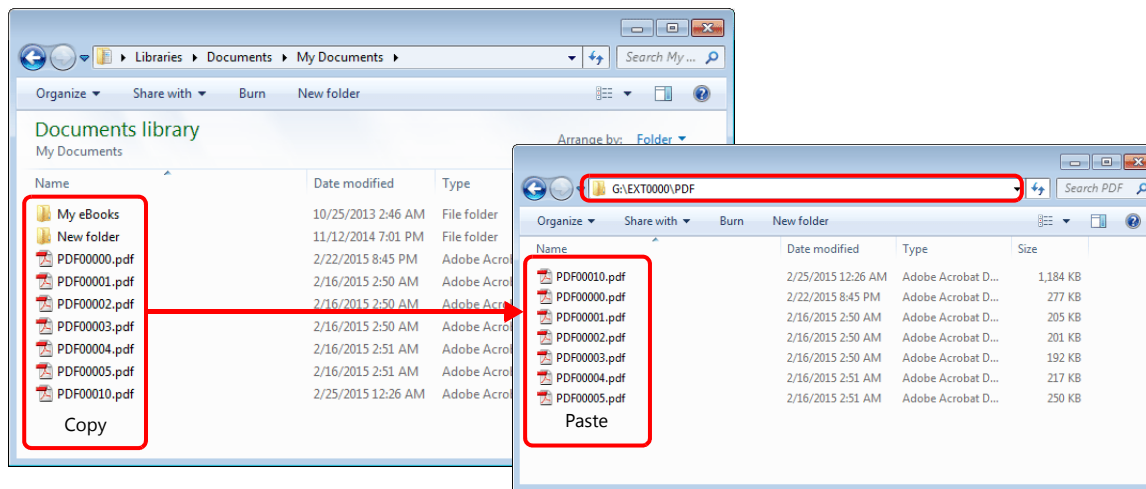 Libraries Documents My Documents
Search My ...
Organize Share with Burn New folder
Documents library
My Documents
Arrange by: Folder
Name Date modified Type
My eBooks 10/25/2013 2:46 AM File folder
New folder 11/12/2014 7:01 PM File folder
PDF00000.pdf 2/22/2015 8:45 PM Adobe Acrol
PDF00001.pdf 2/16/2015 2:50 AM Adobe Acrol
PDF00002.pdf 2/16/2015 2:50 AM Adobe Acrol
PDF00003.pdf 2/16/2015 2:50 AM Adobe Acrol
PDF00004.pdf 2/16/2015 2:51 AM Adobe Acrol
PDF00005.pdf 2/16/2015 2:51 AM Adobe Acrol
PDF00010.pdf 2/25/2015 12:26 AM Adobe Acrol
Copy
G:\EXT0000\PDF
Search PDF
Organize Share with Burn New folder
Name Date modified Type Size
PDF00010.pdf 2/25/2015 12:26 AM Adobe Acrobat D... 1,184 KB
PDF00000.pdf 2/22/2015 8:45 PM Adobe Acrobat D... 277 KB
PDF00001.pdf 2/16/2015 2:50 AM Adobe Acrobat D... 205 KB
PDF00002.pdf 2/16/2015 2:50 AM Adobe Acrobat D... 201 KB
PDF00003.pdf 2/16/2015 2:50 AM Adobe Acrobat D... 192 KB
PDF00004.pdf 2/16/2015 2:51 AM Adobe Acrobat D... 217 KB
PDF00005.pdf 2/16/2015 2:51 AM Adobe Acrobat D... 250 KB
Paste